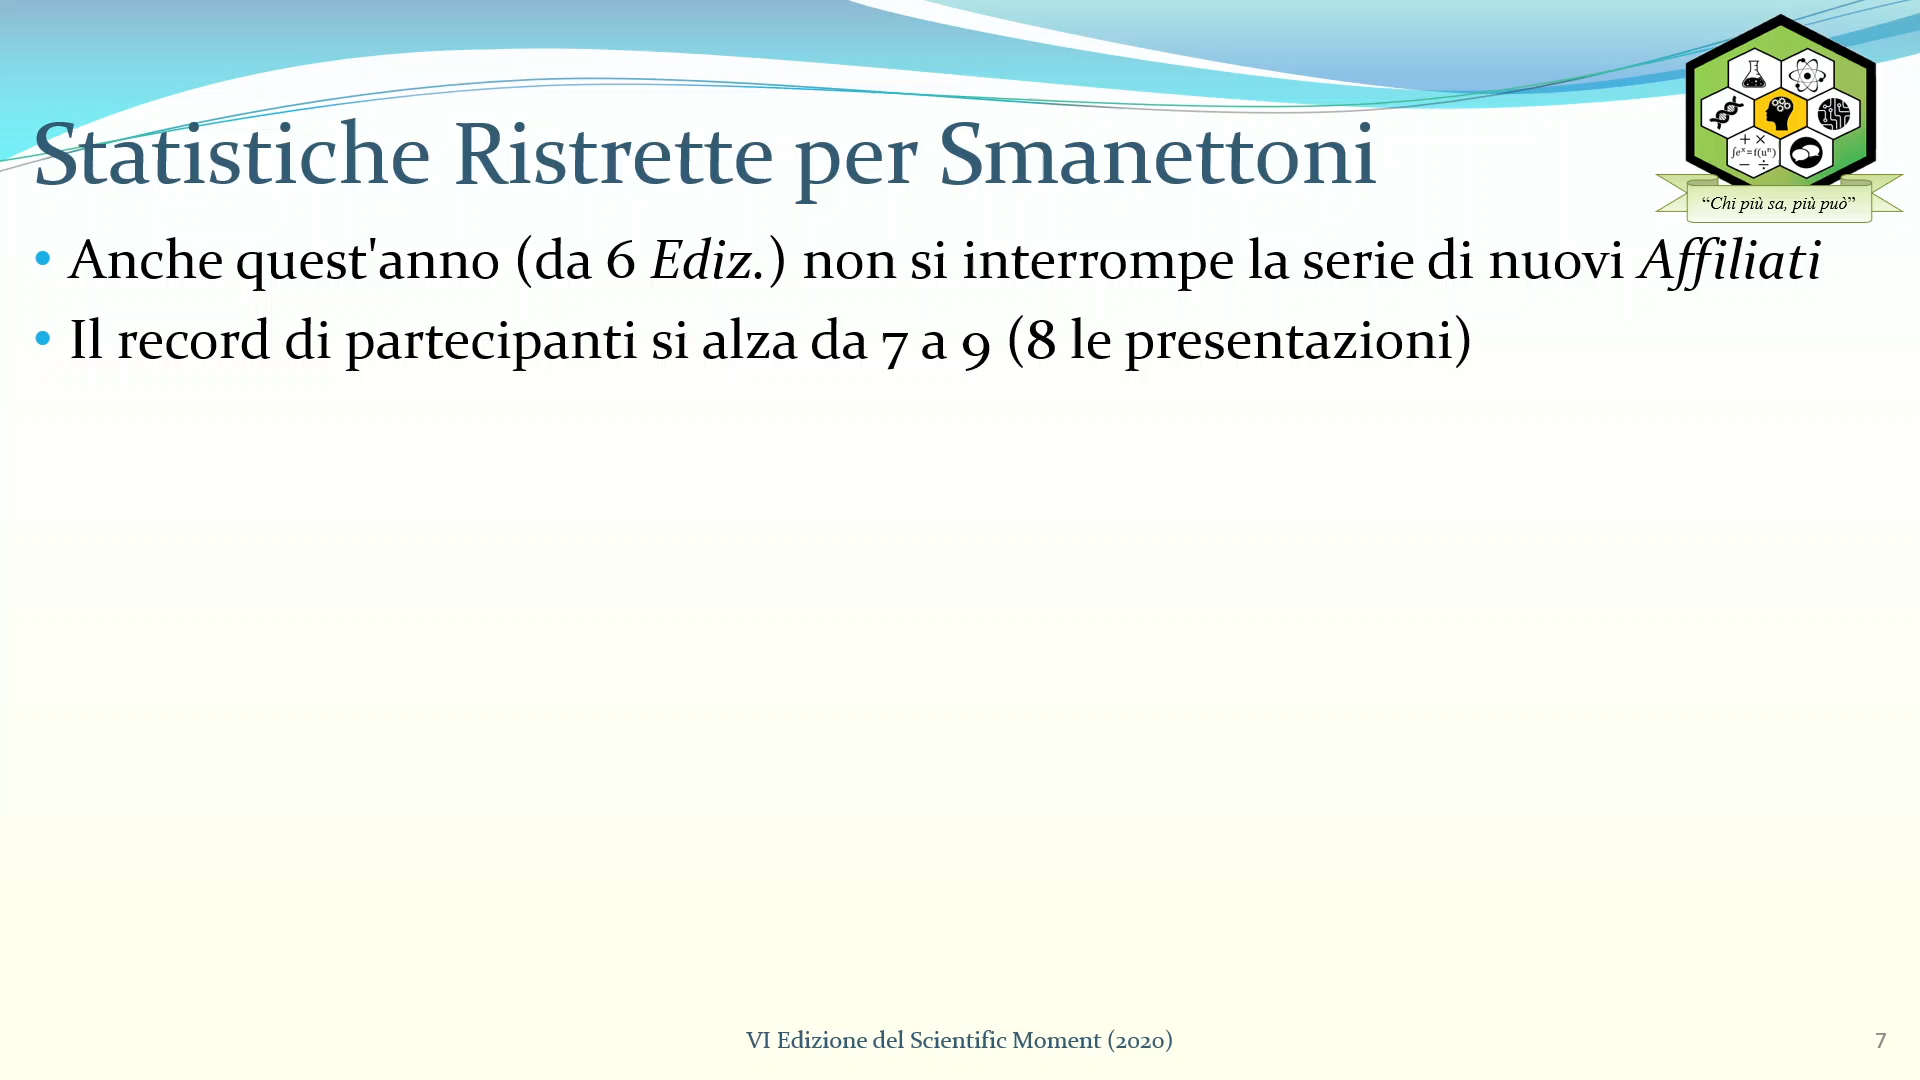 Statistiche Ristrette per Smanettoni
+ ×
∫eˣ=f(uⁿ)
− ÷
“Chi più sa, più può”
• Anche quest'anno (da 6 Ediz.) non si interrompe la serie di nuovi Affiliati
• Il record di partecipanti si alza da 7 a 9 (8 le presentazioni)
VI Edizione del Scientific Moment (2020)
7